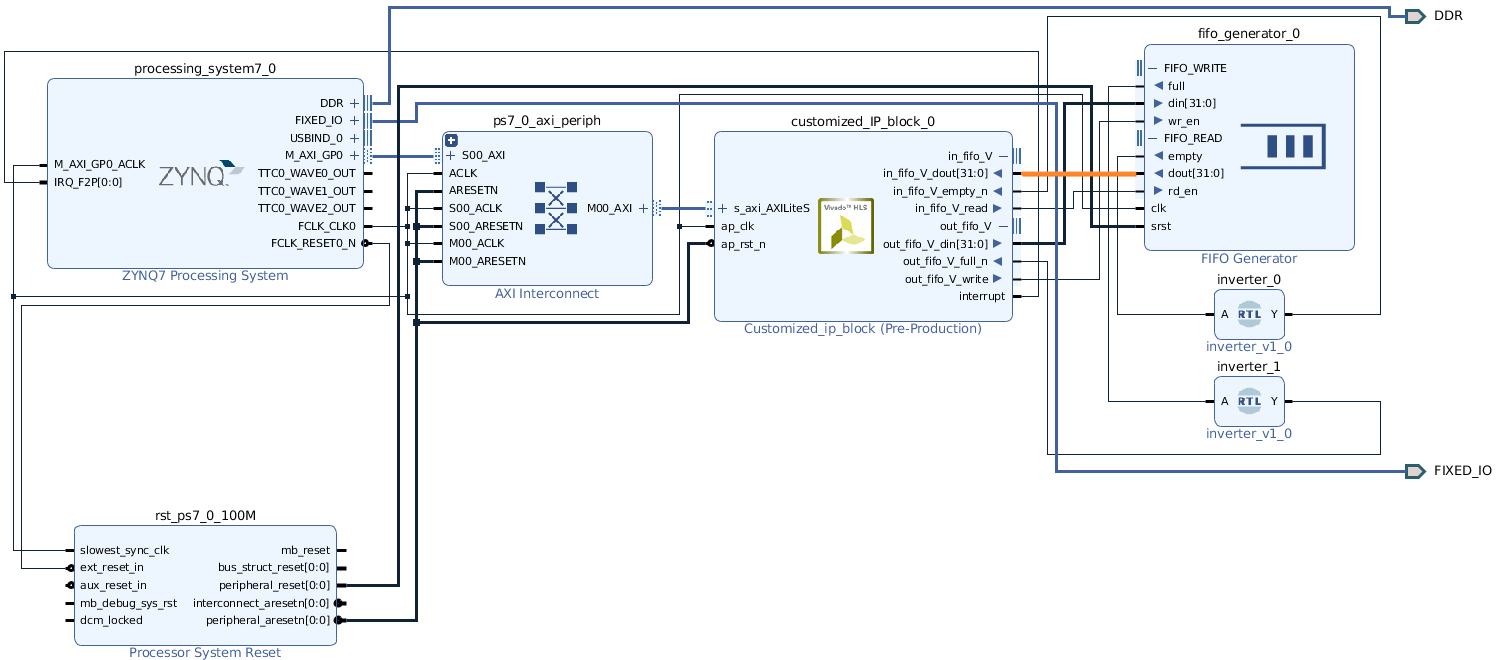 DDR
fifo_generator_0
FIFO_WRITE
full
din[31:0]
wr_en
FIFO_READ
empty
dout[31:0]
rd_en
clk
srst
FIFO Generator
processing_system7_0
M_AXI_GP0_ACLK
IRQ_F2P[0:0]
ZYNQ
DDR
FIXED_IO
USBIND_0
M_AXI_GP0
TTC0_WAVE0_OUT
TTC0_WAVE1_OUT
TTC0_WAVE2_OUT
FCLK_CLK0
FCLK_RESET0_N
ZYNQ7 Processing System
ps7_0_axi_periph
S00_AXI
ACLK
ARESETN
S00_ACLK
S00_ARESETN
M00_ACLK
M00_ARESETN
M00_AXI
AXI Interconnect
customized_IP_block_0
s_axi_AXILiteS
ap_clk
ap_rst_n
Vivado™ HLS
in_fifo_V
in_fifo_V_dout[31:0]
in_fifo_V_empty_n
in_fifo_V_read
out_fifo_V
out_fifo_V_din[31:0]
out_fifo_V_full_n
out_fifo_V_write
interrupt
Customized_ip_block (Pre-Production)
inverter_0
A RTL Y
inverter_v1_0
inverter_1
A RTL Y
inverter_v1_0
FIXED_IO
rst_ps7_0_100M
slowest_sync_clk
ext_reset_in
aux_reset_in
mb_debug_sys_rst
dcm_locked
mb_reset
bus_struct_reset[0:0]
peripheral_reset[0:0]
interconnect_aresetn[0:0]
peripheral_aresetn[0:0]
Processor System Reset